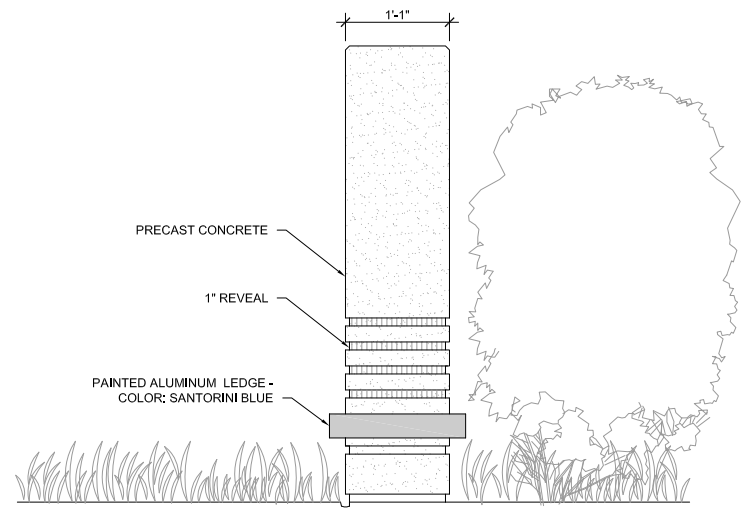 1'-1"
PRECAST CONCRETE
1" REVEAL
PAINTED ALUMINUM LEDGE -
COLOR: SANTORINI BLUE